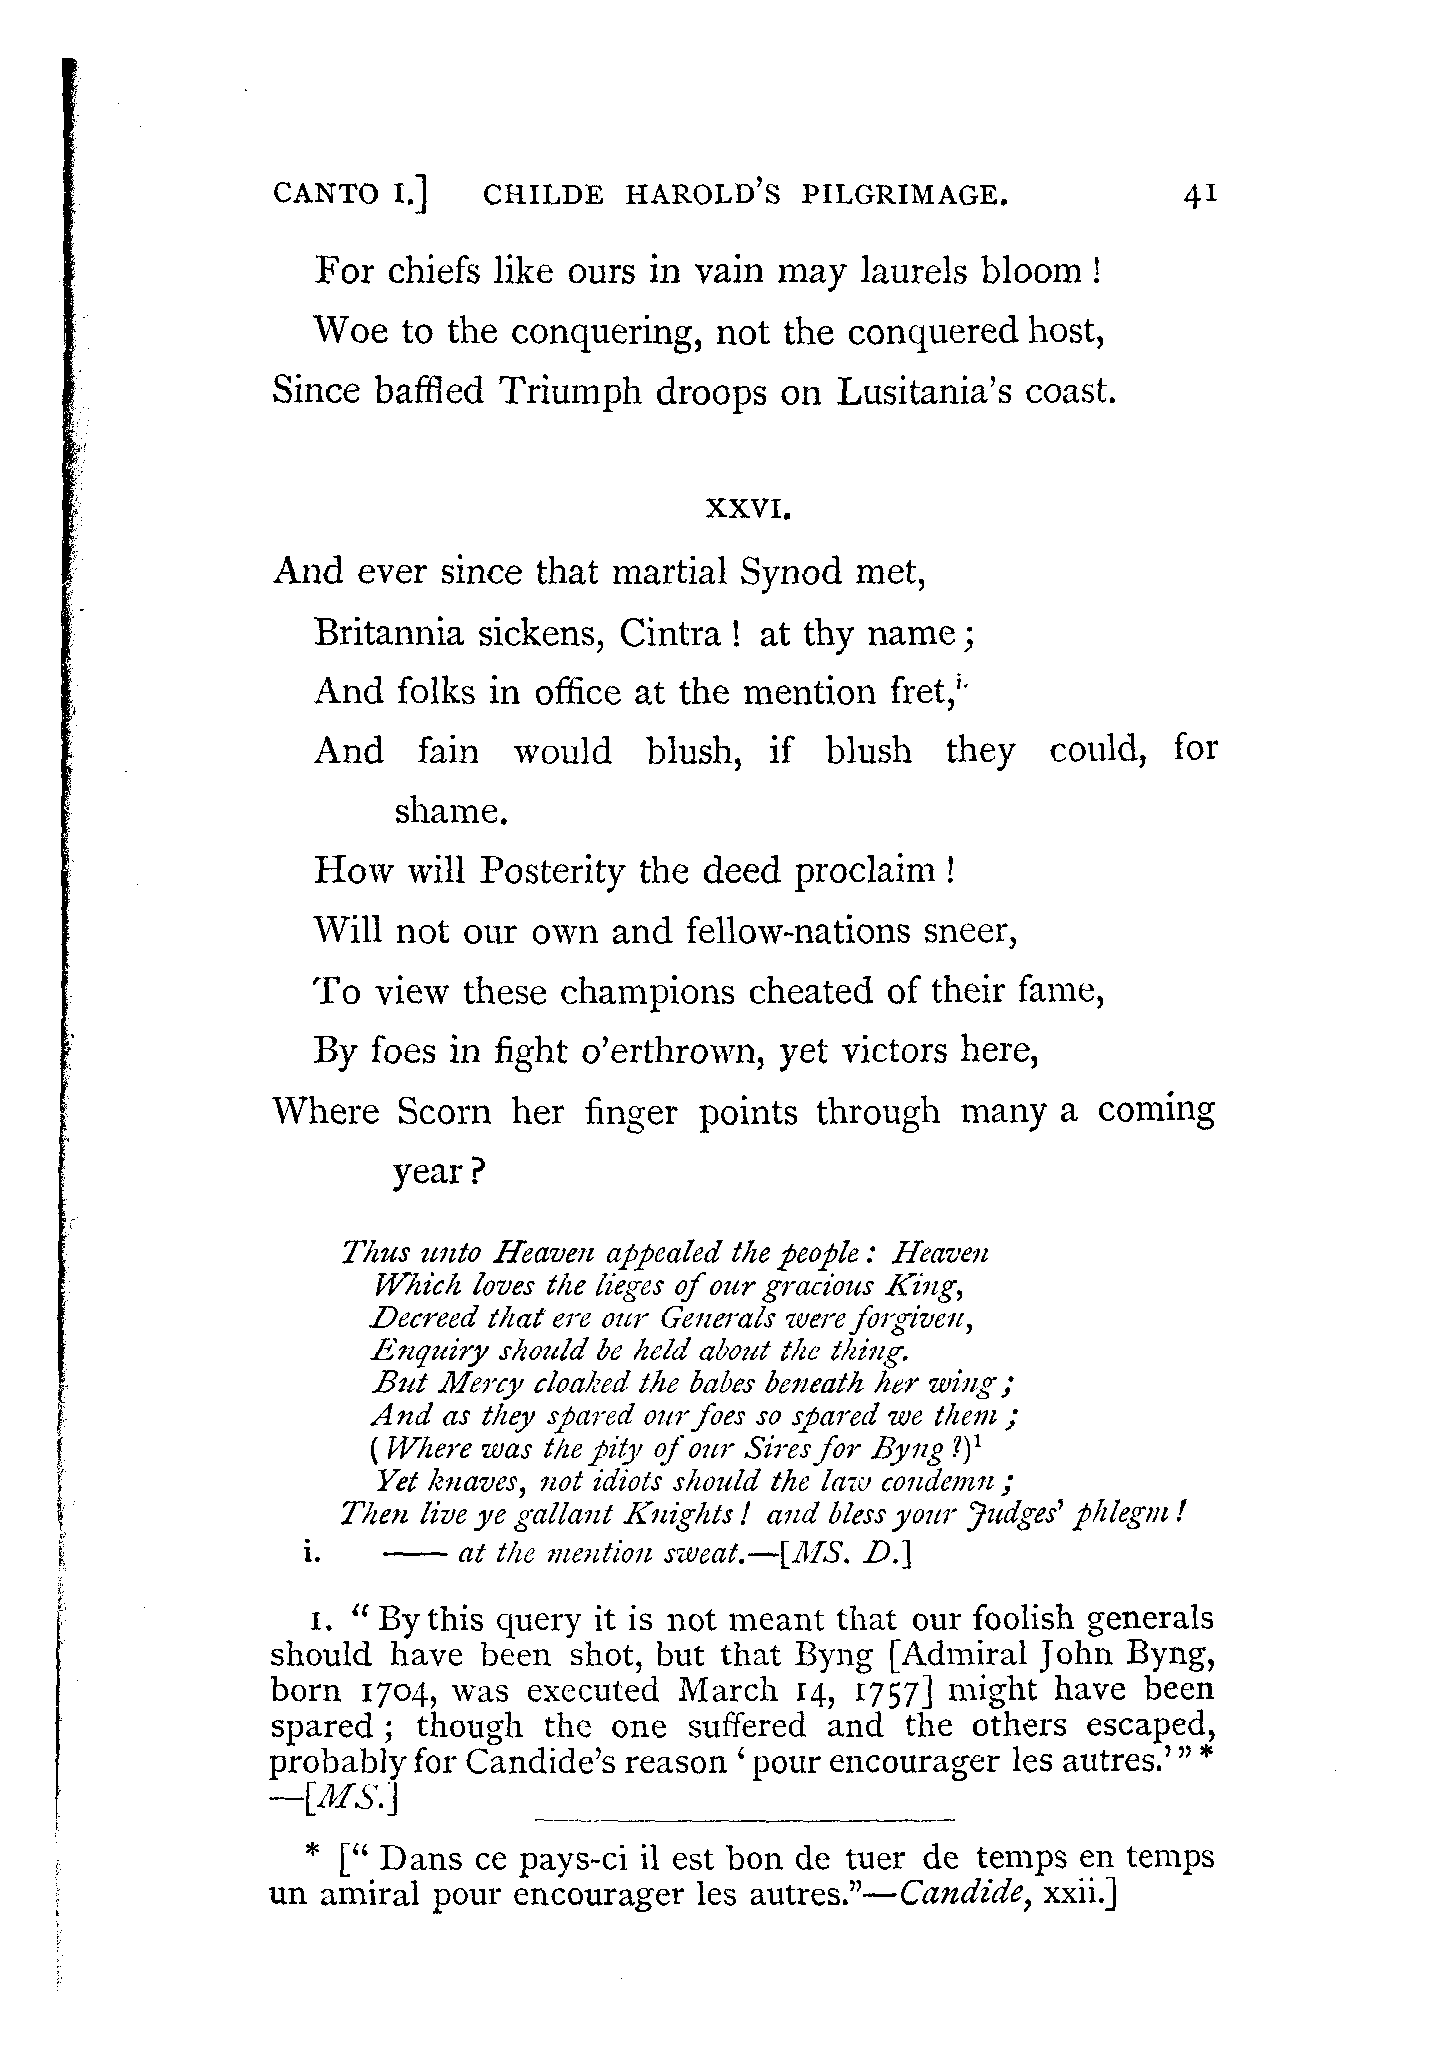 CANTO I.] CHILDE HAROLD'S PILGRIMAGE. 41
For chiefs like ours in vain may laurels bloom!
Woe to the conquering, not the conquered host,
Since baffled Triumph droops on Lusitania's coast.
XXVI.
And ever since that martial Synod met,
Britannia sickens, Cintra! at thy name;
And folks in office at the mention fret,i.
And fain would blush, if blush they could, for
shame.
How will Posterity the deed proclaim!
Will not our own and fellow-nations sneer,
To view these champions cheated of their fame,
By foes in fight o'erthrown, yet victors here,
Where Scorn her finger points through many a coming
year?
Thus unto Heaven appealed the people: Heaven
Which loves the lieges of our gracious King,
Decreed that ere our Generals were forgiven,
Enquiry should be held about the thing.
But Mercy cloaked the babes beneath her wing;
And as they spared our foes so spared we them;
(Where was the pity of our Sires for Byng?)1
Yet knaves, not idiots should the law condemn;
Then live ye gallant Knights! and bless your Judges' phlegm!
i. —— at the mention sweat.—[MS. D.]
1. "By this query it is not meant that our foolish generals
should have been shot, but that Byng [Admiral John Byng,
born 1704, was executed March 14, 1757] might have been
spared; though the one suffered and the others escaped,
probably for Candide's reason 'pour encourager les autres.'"*
—[MS.]
* ["Dans ce pays-ci il est bon de tuer de temps en temps
un amiral pour encourager les autres."—Candide, xxii.]